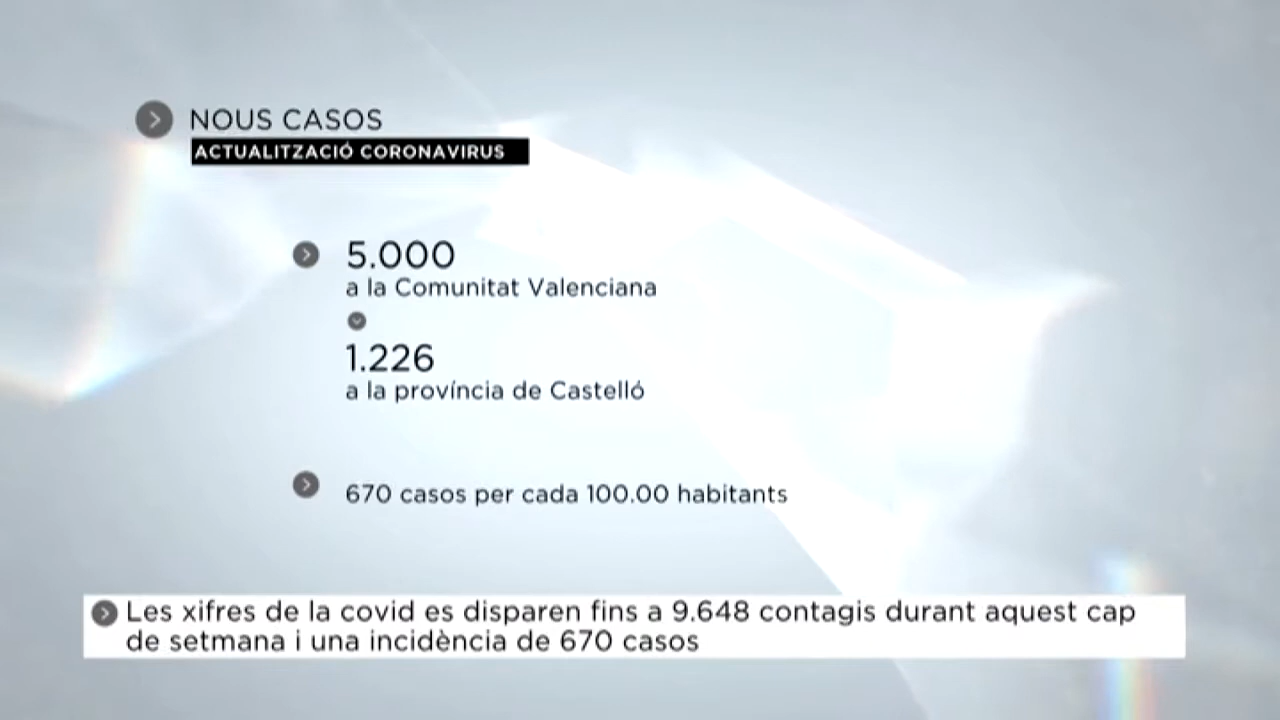 NOUS CASOS
ACTUALITZACIÓ CORONAVIRUS
5.000
a la Comunitat Valenciana
1.226
a la província de Castelló
670 casos per cada 100.00 habitants
Les xifres de la covid es disparen fins a 9.648 contagis durant aquest cap
de setmana i una incidència de 670 casos